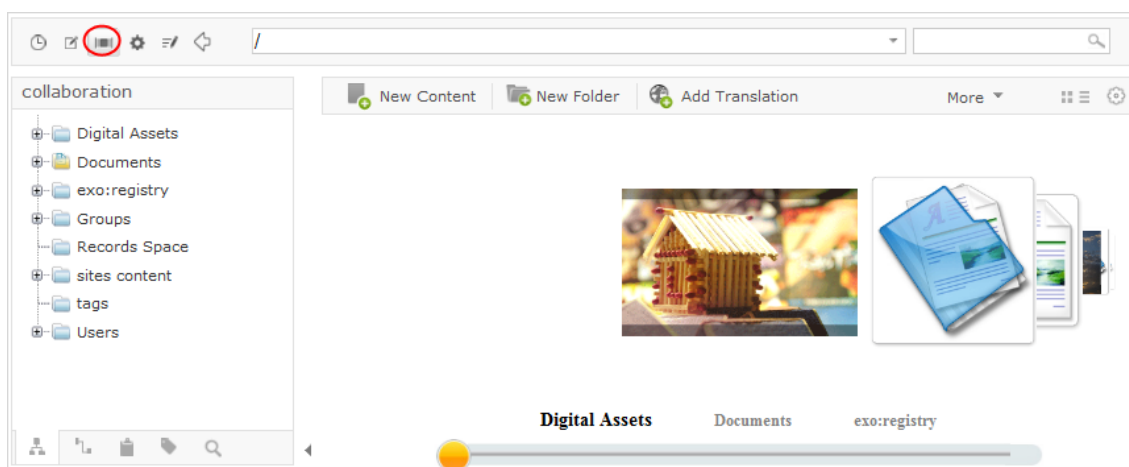 /
collaboration
New Content New Folder Add Translation More
Digital Assets
Documents
exo:registry
Groups
Records Space
sites content
tags
Users
Digital Assets Documents exo:registry